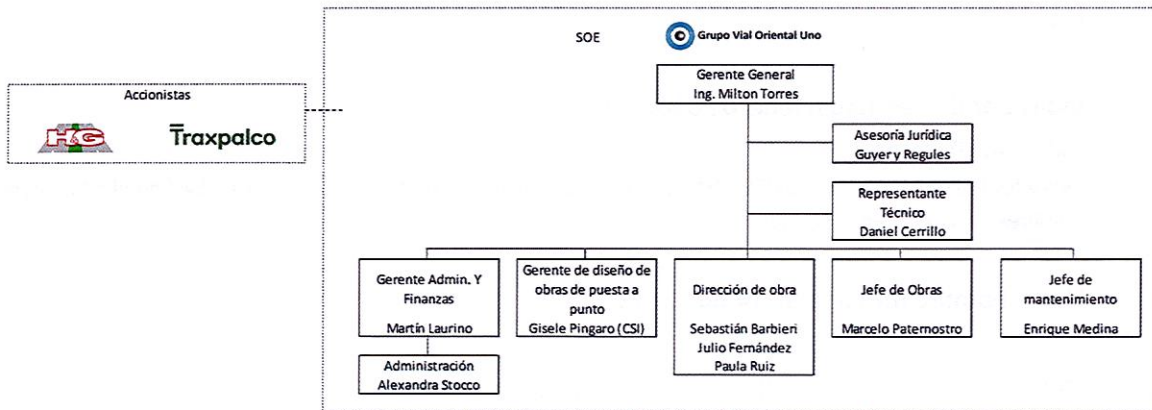 SOE
Grupo Vial Oriental Uno
Gerente General
Ing. Milton Torres
Accionistas
H&G
Traxpalco
Asesoría Jurídica
Guyer y Regules
Representante
Técnico
Daniel Cerrillo
Gerente Admin. Y
Finanzas
Martín Laurino
Gerente de diseño de
obras de puesta a
punto
Gisele Pingaro (CSI)
Dirección de obra
Sebastián Barbieri
Julio Fernández
Paula Ruiz
Jefe de Obras
Marcelo Paternostro
Jefe de
mantenimiento
Enrique Medina
Administración
Alexandra Stocco